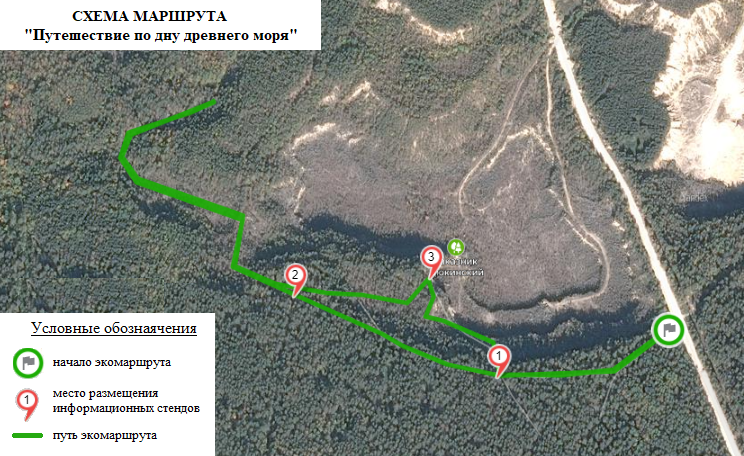 СХЕМА МАРШРУТА
"Путешествие по дну древнего моря"
3
2
1
Условные обозначения
начало экомаршрута
1
место размещения
информационных стендов
путь экомаршрута